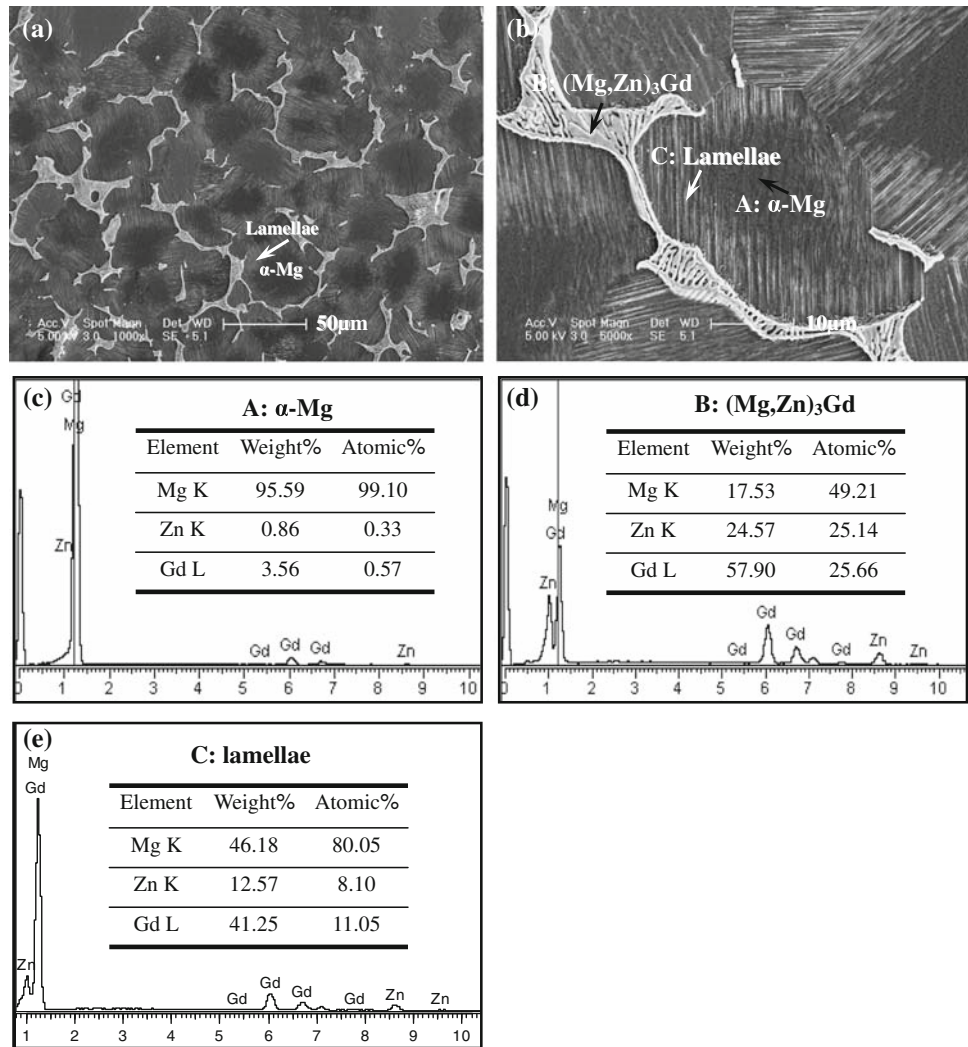 (a)
Lamellae
α-Mg
Acc.V Spot Magn Det WD
50μm
5.00 kV 3.0 1000x SE 5.1
(b)
B: (Mg,Zn)₃Gd
C: Lamellae
A: α-Mg
Acc.V Spot Magn Det WD
10μm
5.00 kV 3.0 5000x SE 5.1
(c)
A: α-Mg
Element Weight% Atomic%
Mg K 95.59 99.10
Zn K 0.86 0.33
Gd L 3.56 0.57
Gd
Mg
Zn
Gd Gd Gd Zn
0 1 2 3 4 5 6 7 8 9 10
(d)
B: (Mg,Zn)₃Gd
Element Weight% Atomic%
Mg K 17.53 49.21
Zn K 24.57 25.14
Gd L 57.90 25.66
Mg
Gd
Zn
Gd Gd Gd Gd Zn Zn
0 1 2 3 4 5 6 7 8 9 10
(e)
C: lamellae
Element Weight% Atomic%
Mg K 46.18 80.05
Zn K 12.57 8.10
Gd L 41.25 11.05
Mg
Gd
Zn
Gd Gd Gd Gd Zn Zn
1 2 3 4 5 6 7 8 9 10